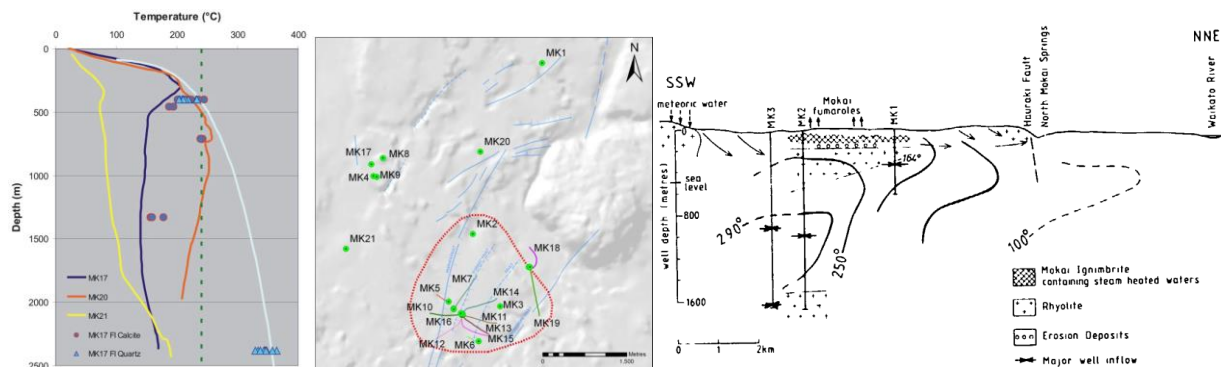 Temperature (°C)
0 100 200 300 400
Depth (m)
0
500
1000
1500
2000
2500
MK17
MK20
MK21
MK17 FI Calcite
MK17 FI Quartz
N
MK1
MK20
MK17
MK8
MK4
MK9
MK21
MK2
MK18
MK7
MK5
MK14
MK10
MK3
MK16
MK11
MK13
MK19
MK12
MK6
MK15
0 1,500
Metres
SSW
NNE
meteoric water
MK3
MK2
Mokai
fumaroles
MK1
Hauraki Fault
North Mokai Springs
Waikato River
well depth (metres)
0
sea
level
800
1600
164°
290°
250°
100°
0 2km
Mokai Ignimbrite
containing steam heated waters
Rhyolite
Erosion Deposits
Major well inflow